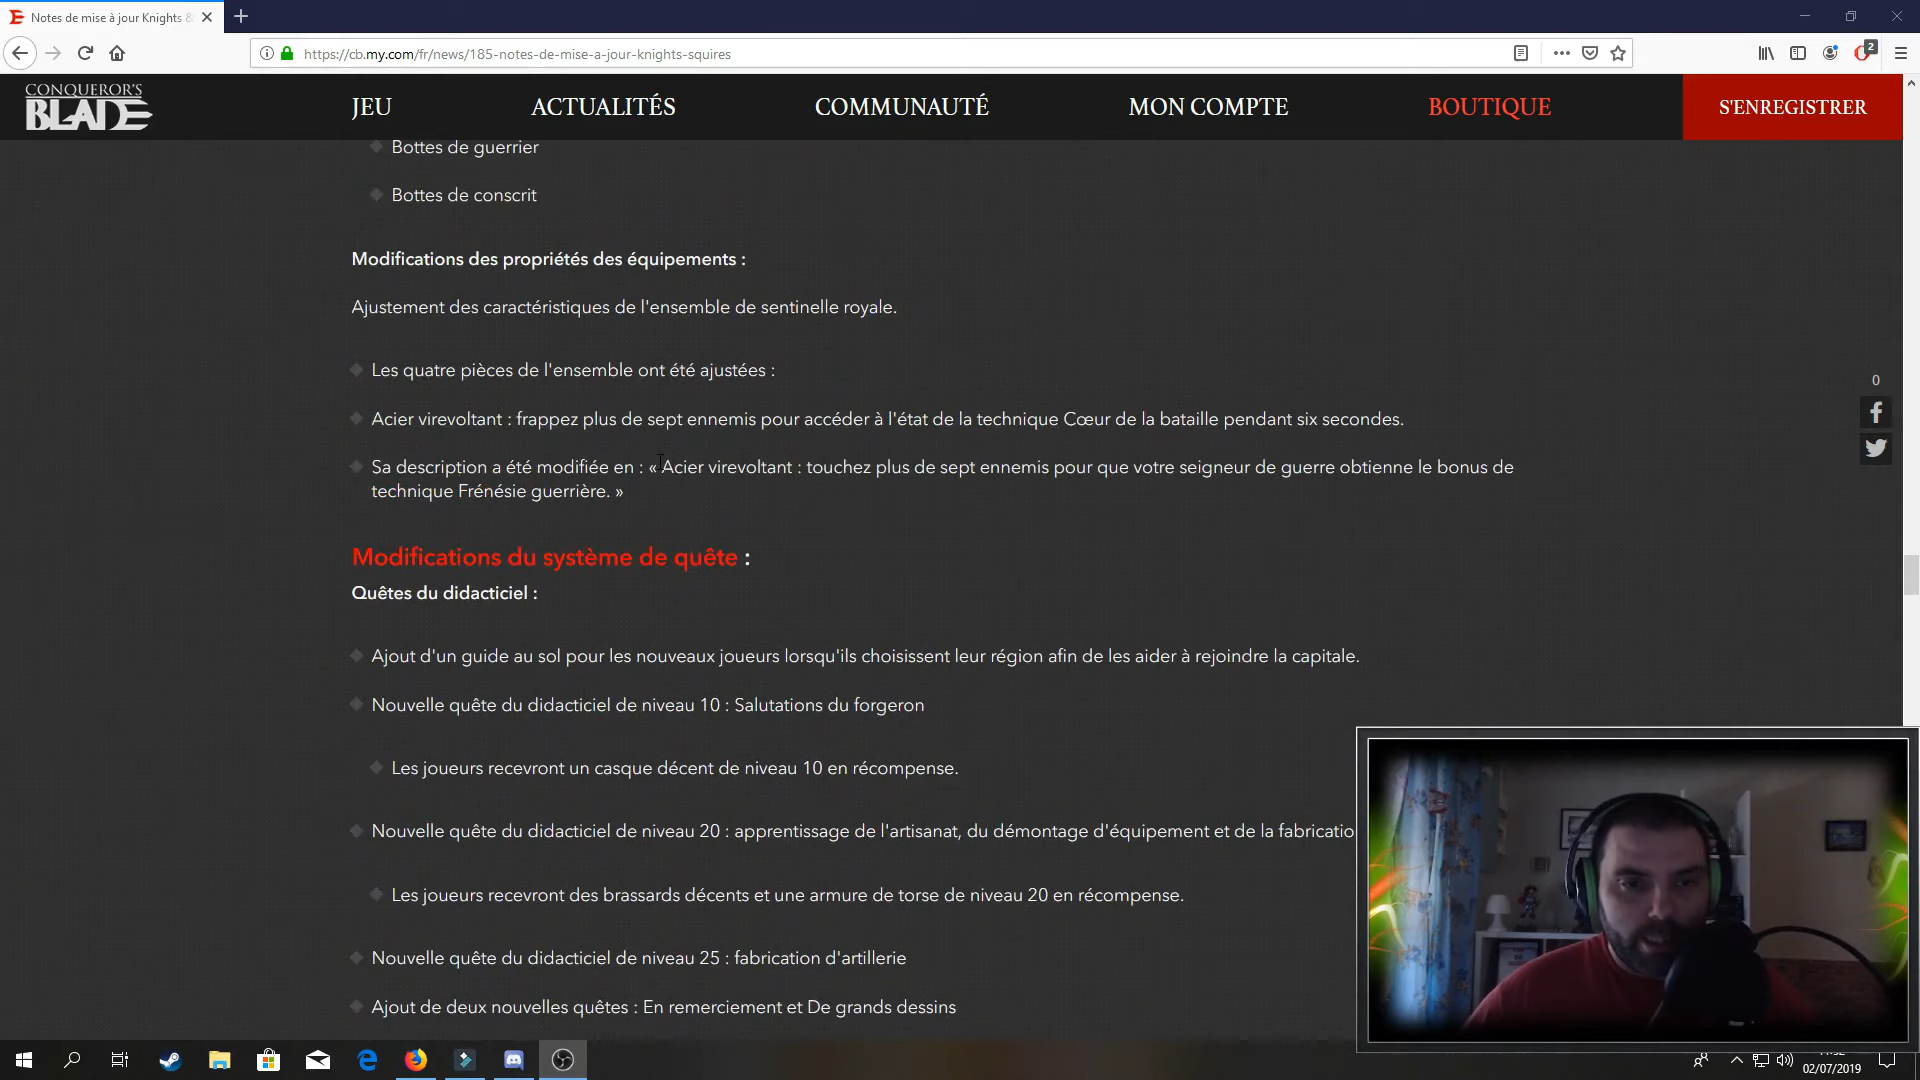 Notes de mise à jour Knights &
https://cb.my.com/fr/news/185-notes-de-mise-a-jour-knights-squires
2
CONQUEROR'S
BLADE
JEU
ACTUALITÉS
COMMUNAUTÉ
MON COMPTE
BOUTIQUE
S'ENREGISTRER
Bottes de guerrier
Bottes de conscrit
Modifications des propriétés des équipements :
Ajustement des caractéristiques de l'ensemble de sentinelle royale.
Les quatre pièces de l'ensemble ont été ajustées :
0
Acier virevoltant : frappez plus de sept ennemis pour accéder à l'état de la technique Cœur de la bataille pendant six secondes.
Sa description a été modifiée en : « Acier virevoltant : touchez plus de sept ennemis pour que votre seigneur de guerre obtienne le bonus de
technique Frénésie guerrière. »
Modifications du système de quête :
Quêtes du didacticiel :
Ajout d'un guide au sol pour les nouveaux joueurs lorsqu'ils choisissent leur région afin de les aider à rejoindre la capitale.
Nouvelle quête du didacticiel de niveau 10 : Salutations du forgeron
Les joueurs recevront un casque décent de niveau 10 en récompense.
Nouvelle quête du didacticiel de niveau 20 : apprentissage de l'artisanat, du démontage d'équipement et de la fabricatio
Les joueurs recevront des brassards décents et une armure de torse de niveau 20 en récompense.
Nouvelle quête du didacticiel de niveau 25 : fabrication d'artillerie
Ajout de deux nouvelles quêtes : En remerciement et De grands dessins
02/07/2019